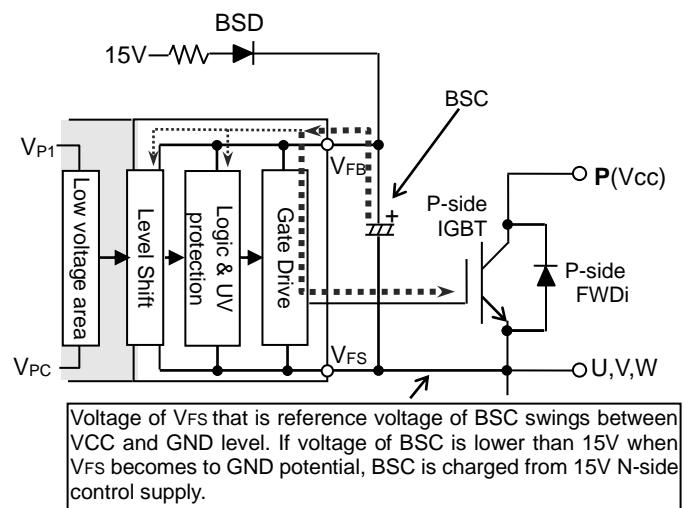 BSD
15V
BSC
VP1
VFB
P(Vcc)
P-side
IGBT
+
Low voltage area
Level Shift
Logic & UV
protection
Gate Drive
P-side
FWDi
VPC
VFS
U,V,W
Voltage of VFS that is reference voltage of BSC swings between
VCC and GND level. If voltage of BSC is lower than 15V when
VFS becomes to GND potential, BSC is charged from 15V N-side
control supply.